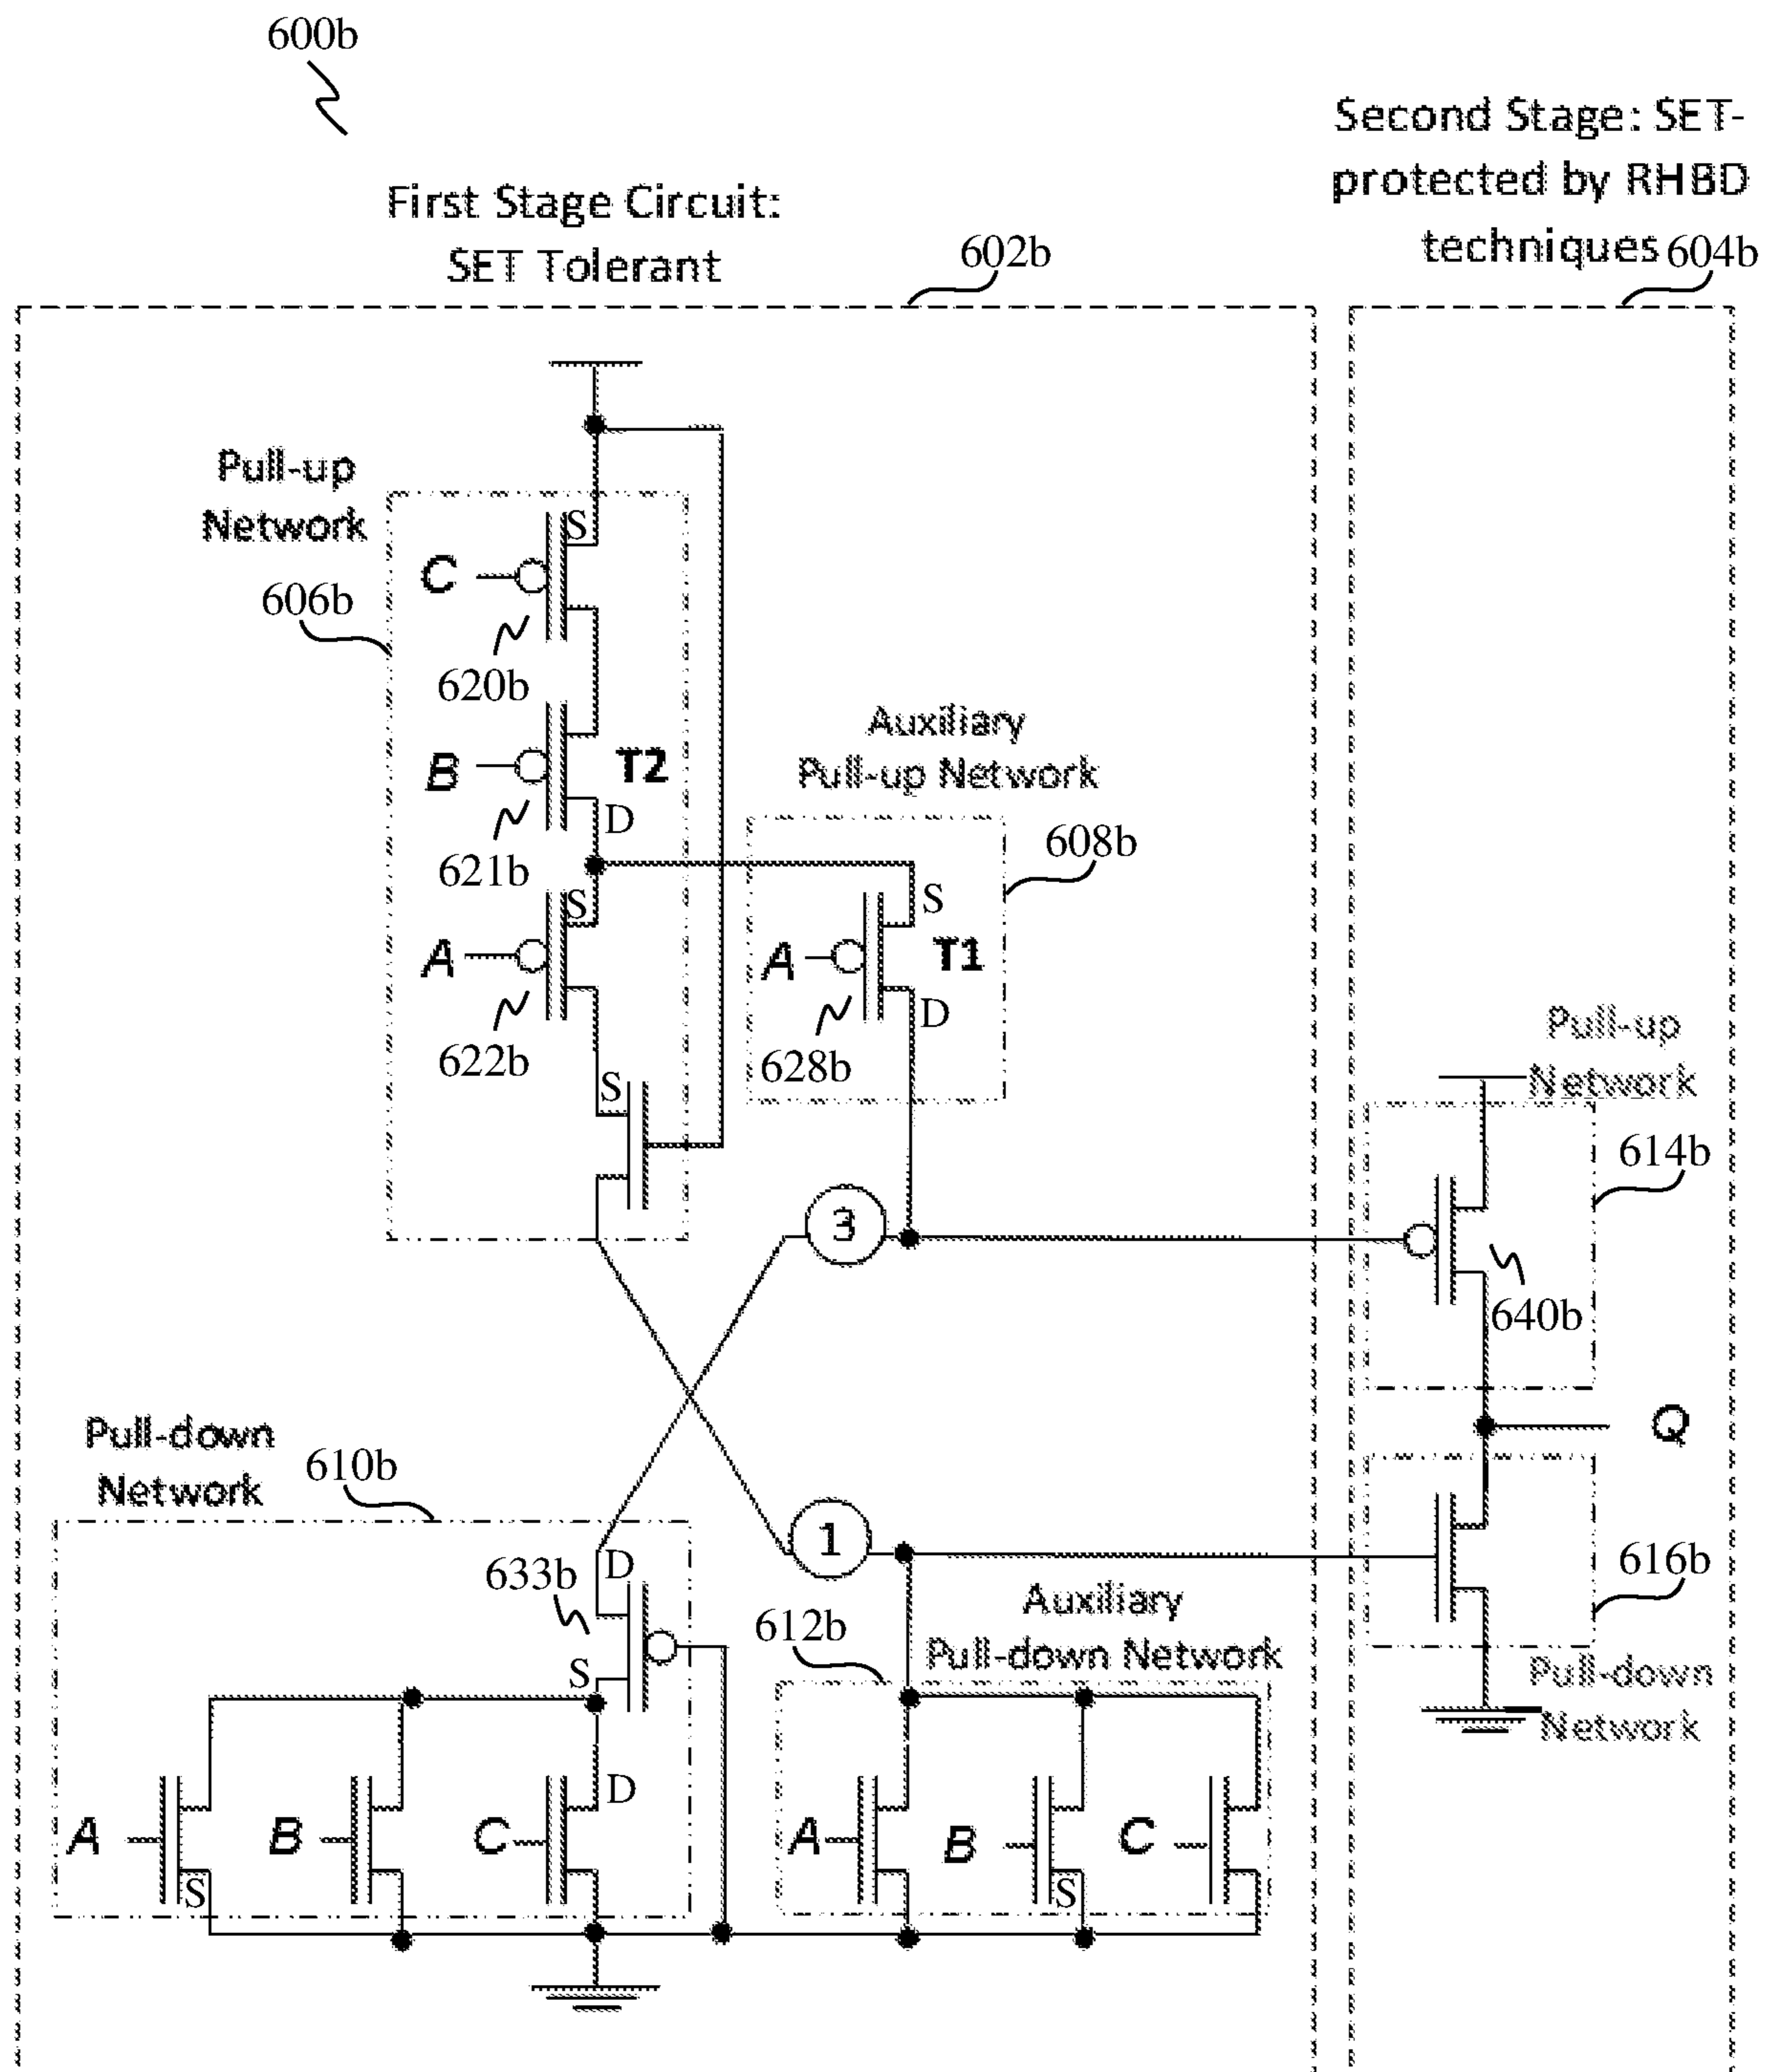 600b
First Stage Circuit:
SET Tolerant
602b
Second Stage: SET-
protected by RHBD
techniques 604b
Pull-up
Network
606b
C
S
620b
B
T2
D
621b
A
S
622b
S
Auxiliary
Pull-up Network
608b
S
A
T1
D
628b
3
Pull-up
Network
614b
640b
Q
Pull-down
Network
610b
1
616b
633b
D
S
612b
Auxiliary
Pull-down Network
Pull-down
Network
A
S
B
C
D
A
B
S
C